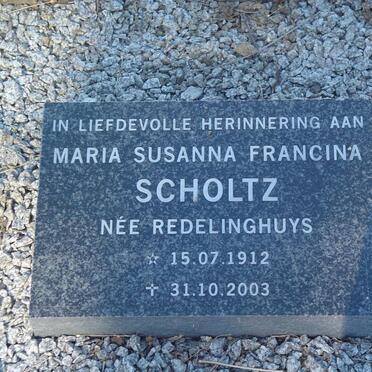 IN LIEFDEVOLLE HERINNERING AAN
MARIA SUSANNA FRANCINA
SCHOLTZ
NÉE REDELINGHUYS
☆ 15.07.1912
✝ 31.10.2003